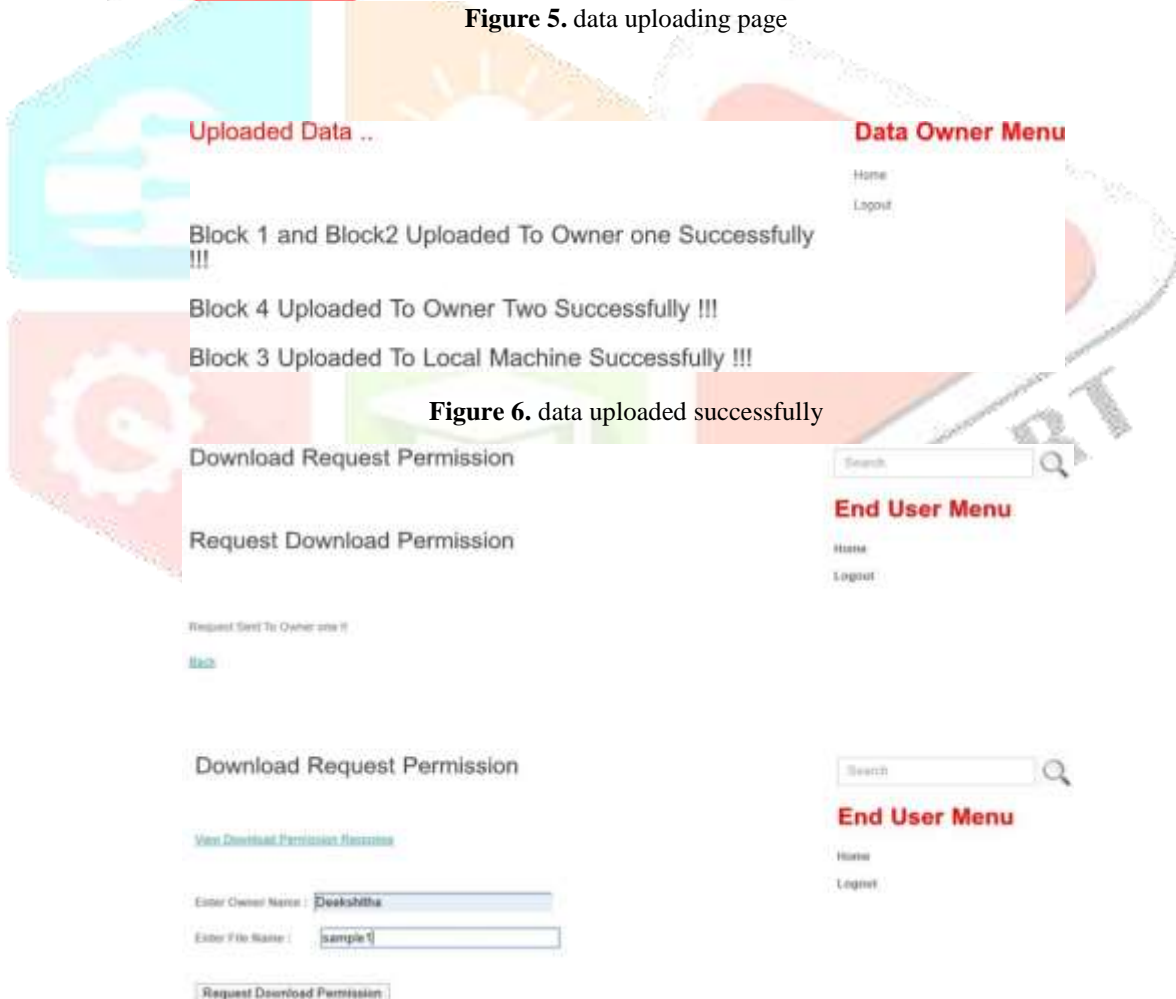 Figure 5. data uploading page
Uploaded Data ..
Data Owner Menu
Home
Logout
Block 1 and Block2 Uploaded To Owner one Successfully
!!!
Block 4 Uploaded To Owner Two Successfully !!!
Block 3 Uploaded To Local Machine Successfully !!!
Figure 6. data uploaded successfully
Download Request Permission
Search
End User Menu
Request Download Permission
Home
Logout
Request Sent To Owner one !!
Back
Download Request Permission
Search
End User Menu
View Download Permission Response
Home
Logout
Enter Owner Name : Deekshitha
Enter File Name : sample1
Request Download Permission